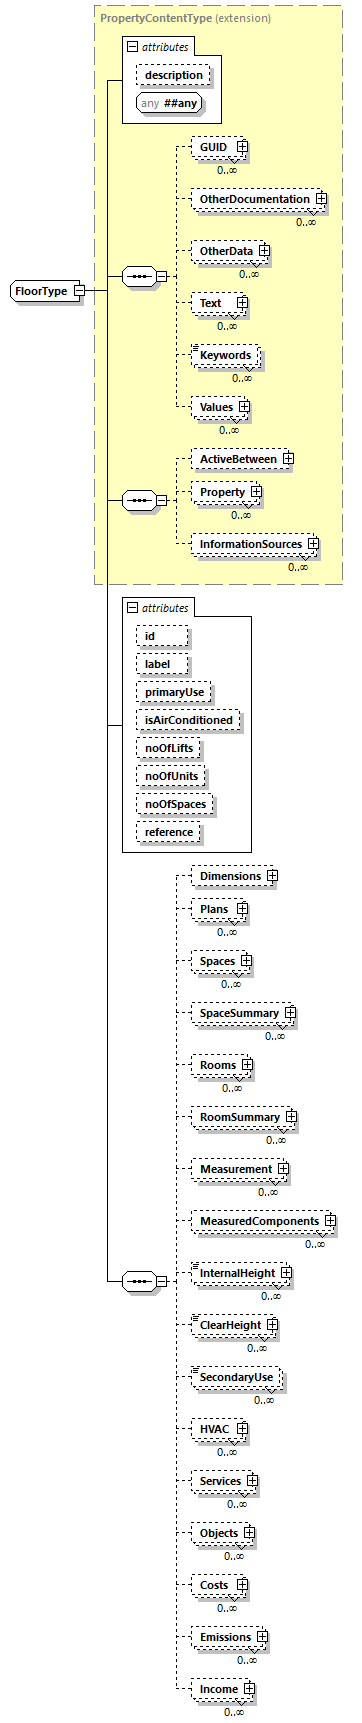 PropertyContentType (extension)
attributes
description
any ##any
GUID
0..∞
OtherDocumentation
0..∞
OtherData
0..∞
FloorType
Text
0..∞
Keywords
0..∞
Values
0..∞
ActiveBetween
Property
0..∞
InformationSources
0..∞
attributes
id
label
primaryUse
isAirConditioned
noOfLifts
noOfUnits
noOfSpaces
reference
Dimensions
Plans
0..∞
Spaces
0..∞
SpaceSummary
0..∞
Rooms
0..∞
RoomSummary
0..∞
Measurement
0..∞
MeasuredComponents
0..∞
InternalHeight
0..∞
ClearHeight
0..∞
SecondaryUse
0..∞
HVAC
0..∞
Services
0..∞
Objects
0..∞
Costs
0..∞
Emissions
0..∞
Income
0..∞